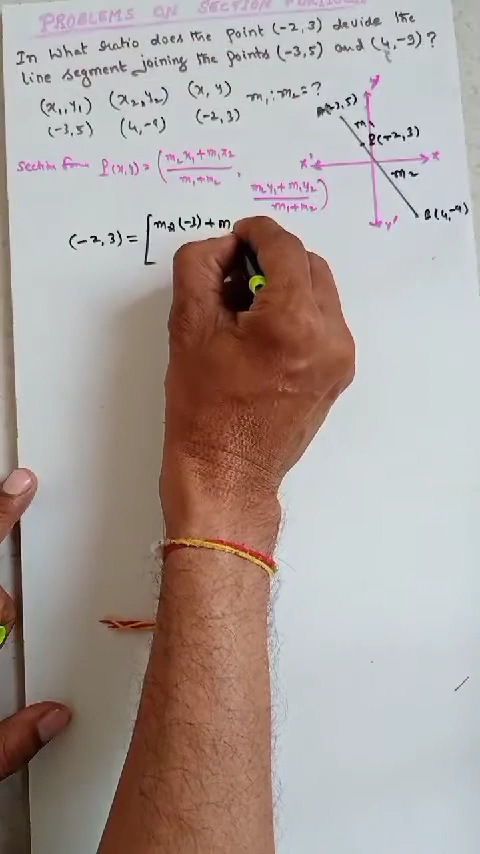 PROBLEMS ON SECTION
In What ratio does the point (-2,3) devide the
line segment joining the points (-3,5) and (4,-9)?
(x₁,y₁) (x₂,y₂) (x,y) m₁:m₂=?
(-3,5) (4,-9) (-2,3)
section form P(x,y) = (m₂x₁+m₁x₂/m₁+m₂, m₂y₁+m₁y₂/m₁+m₂)
(-2,3) = [m₂(-3)+m
Y
A(-3,5)
m₁
P(-2,3)
X' X
m₂
B(4,-9)
Y'